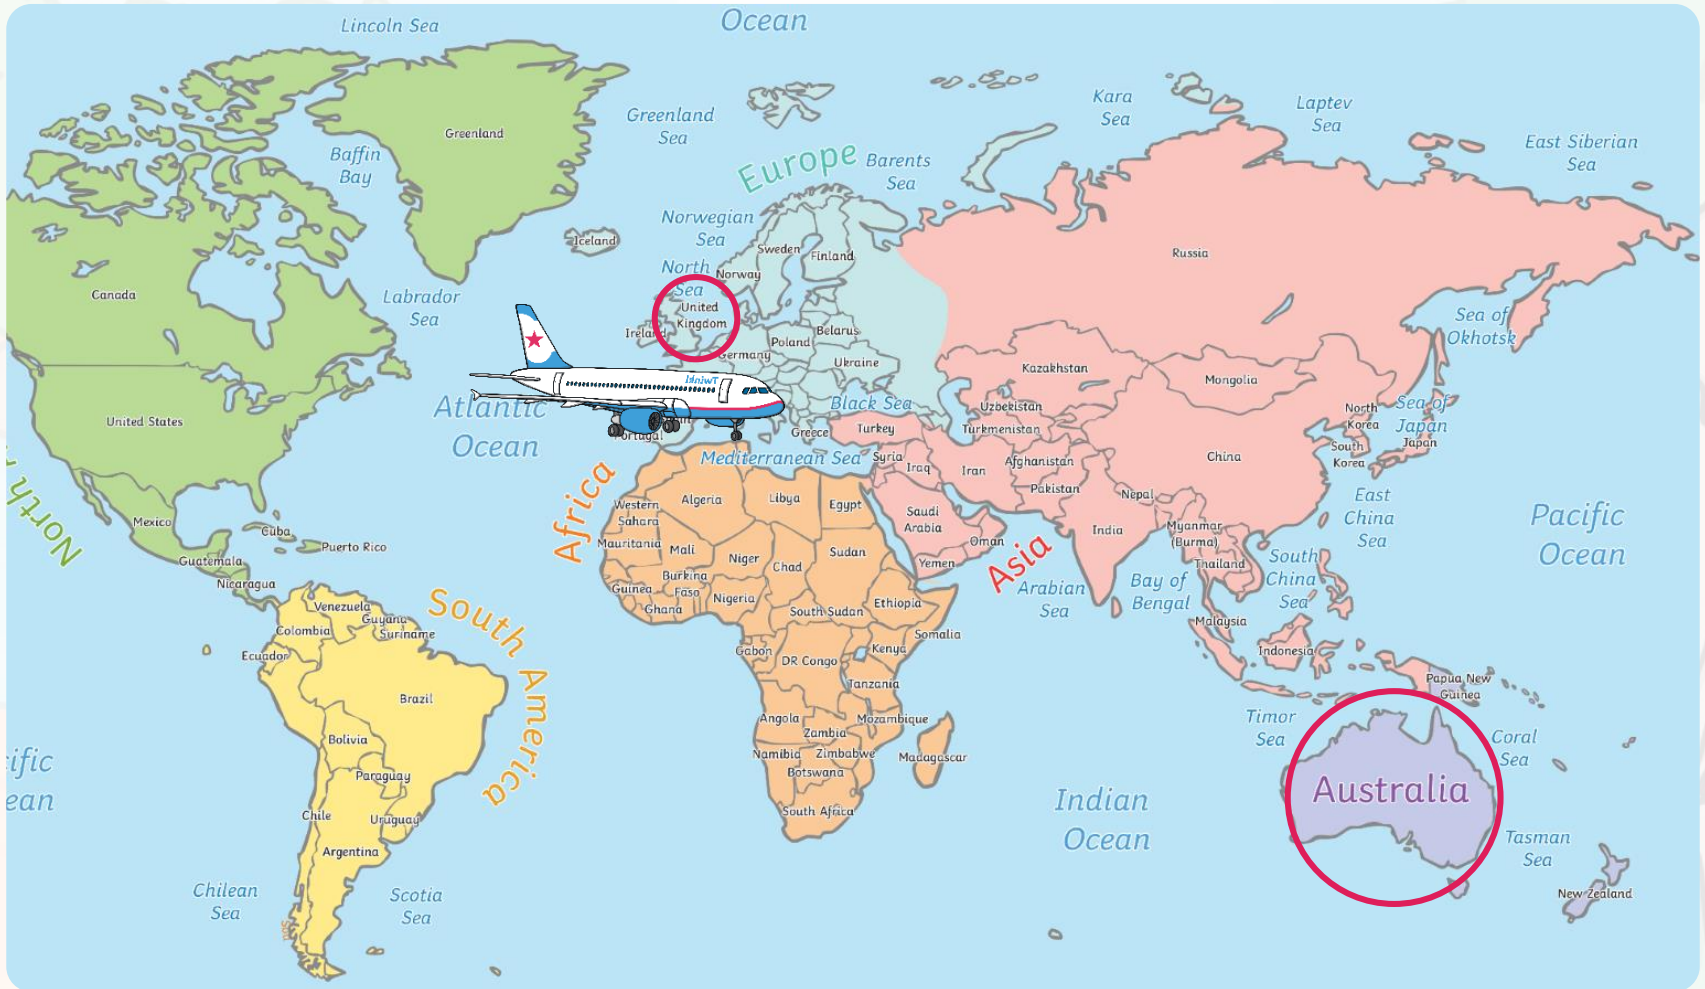 Lincoln Sea
Ocean
Greenland
Baffin
Bay
Greenland
Sea
Europe
Barents
Sea
Kara
Sea
Laptev
Sea
East Siberian
Sea
Norwegian
Sea
Iceland
Sweden
Finland
Norway
North
Sea
Russia
Canada
Labrador
Sea
United
Kingdom
Ireland
Belarus
Poland
Germany
Ukraine
Sea of
Okhotsk
Kazakhstan
Mongolia
United States
Atlantic
Ocean
Portugal
Black Sea
Greece
Turkey
Uzbekistan
Turkmenistan
North
Korea
South
Korea
Sea of
Japan
Japan
Mediterranean Sea
Syria
Iraq
Iran
Afghanistan
Pakistan
China
Nepal
North
Africa
Western
Sahara
Algeria
Libya
Egypt
Saudi
Arabia
Oman
Yemen
India
Myanmar
(Burma)
Thailand
East
China
Sea
Pacific
Ocean
Mexico
Cuba
Puerto Rico
Guatemala
Nicaragua
Mauritania
Mali
Niger
Chad
Sudan
Asia
Arabian
Sea
Bay of
Bengal
South
China
Sea
South America
Venezuela
Guyana
Suriname
Colombia
Ecuador
Guinea
Burkina
Faso
Ghana
Nigeria
South Sudan
Ethiopia
Somalia
Malaysia
Indonesia
Papua New
Guinea
Brazil
Gabon
DR Congo
Kenya
Tanzania
Bolivia
Angola
Zambia
Mozambique
Timor
Sea
Coral
Sea
ific
ean
Paraguay
Namibia
Zimbabwe
Botswana
Madagascar
Indian
Ocean
Australia
Chile
Uruguay
South Africa
Tasman
Sea
Argentina
Chilean
Sea
Scotia
Sea
New Zealand